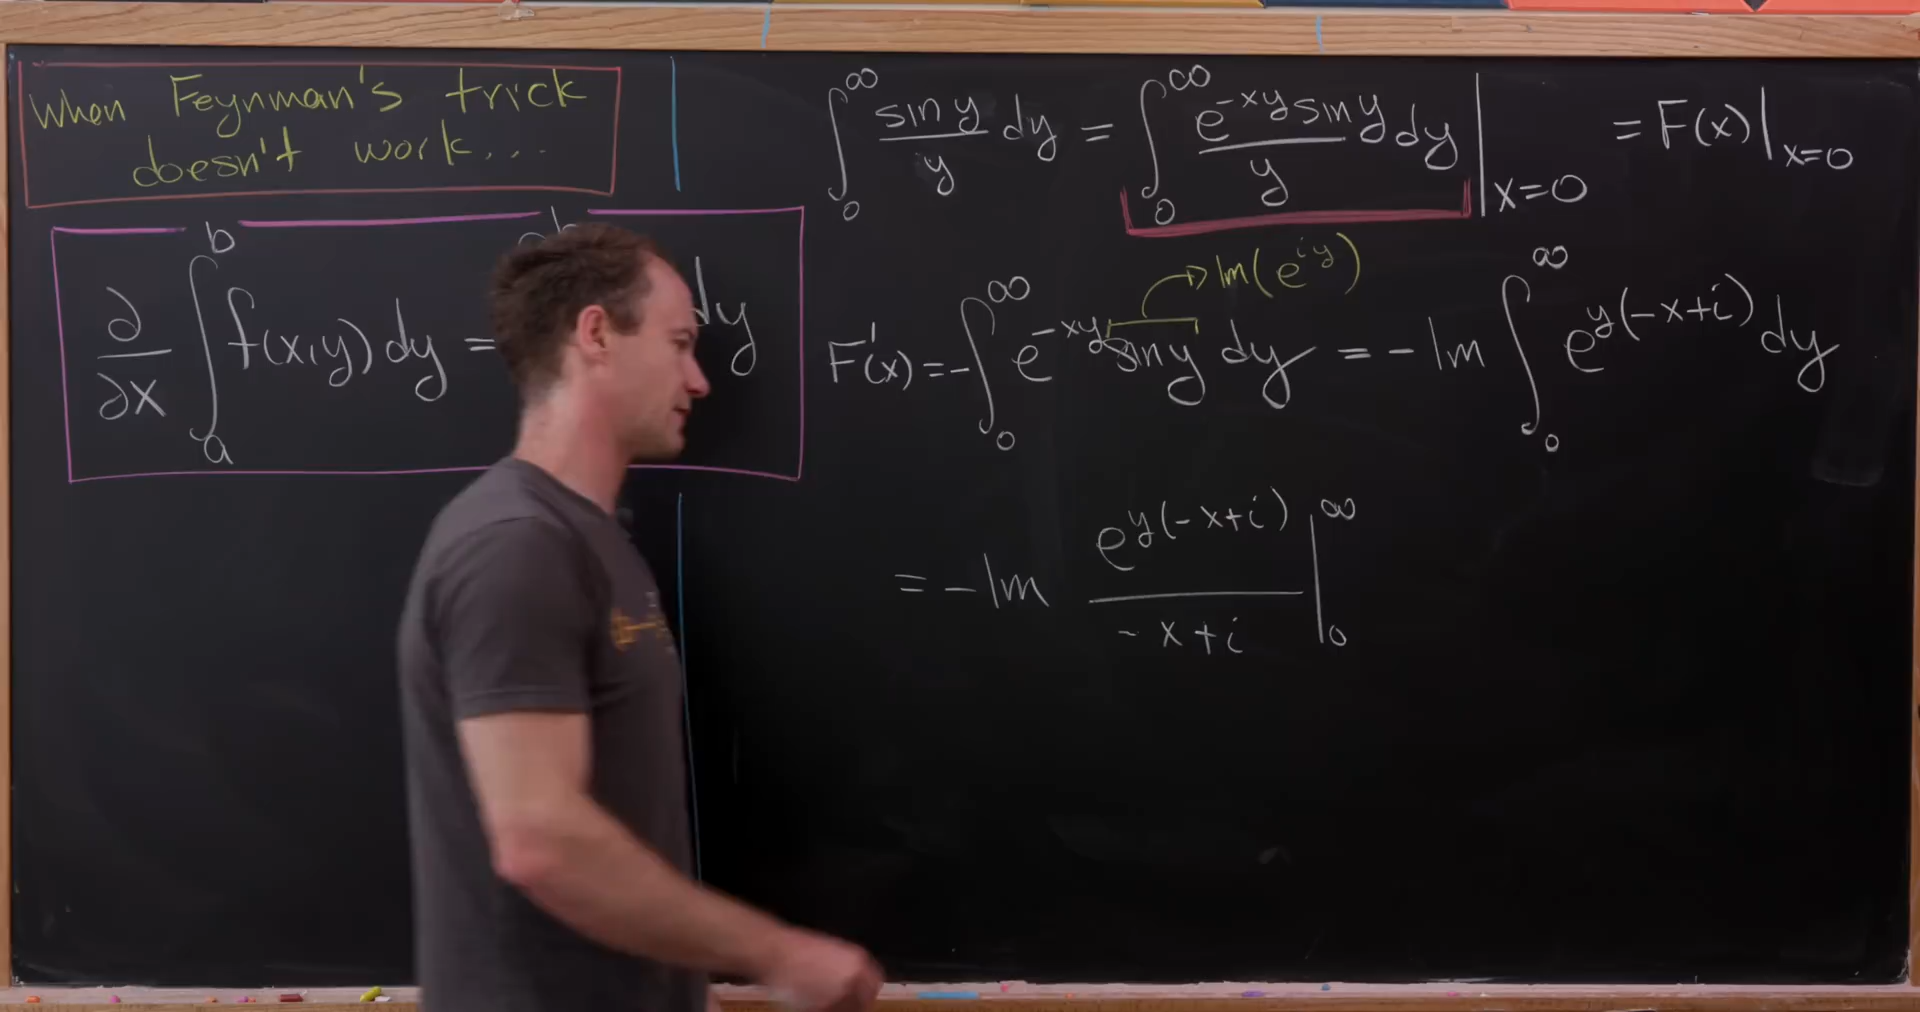 When Feynman's trick
doesn't work...
∂/∂x ∫_a^b f(x,y) dy = dy
∫_0^∞ sin y / y dy = ∫_0^∞ e^{-xy} sin y / y dy |_{x=0} = F(x)|_{x=0}
→ Im(e^{iy})
F'(x) = -∫_0^∞ e^{-xy} sin y dy = -Im ∫_0^∞ e^{y(-x+i)} dy
= -Im e^{y(-x+i)} / -x+i |_0^∞